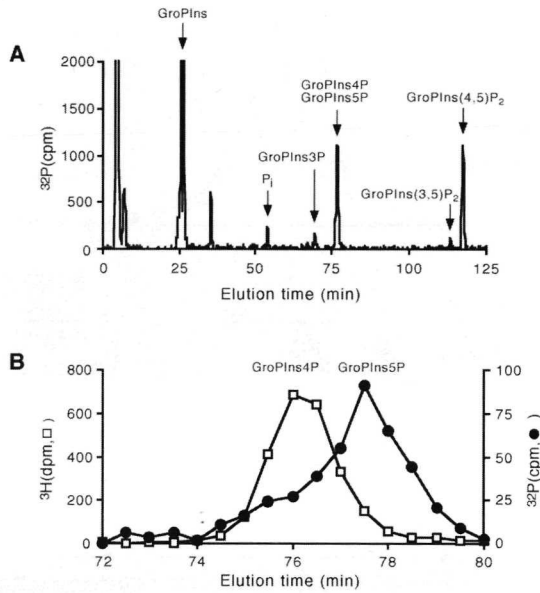 GroPIns
A
2000
1500
1000
500
0
32P(cpm)
GroPIns4P
GroPIns5P
GroPIns(4,5)P2
GroPIns3P
Pi
GroPIns(3,5)P2
0 25 50 75 100 125
Elution time (min)
B
GroPIns4P GroPIns5P
800
600
400
200
0
3H(dpm, □)
100
75
50
25
0
32P(cpm, ●)
72 74 76 78 80
Elution time (min)